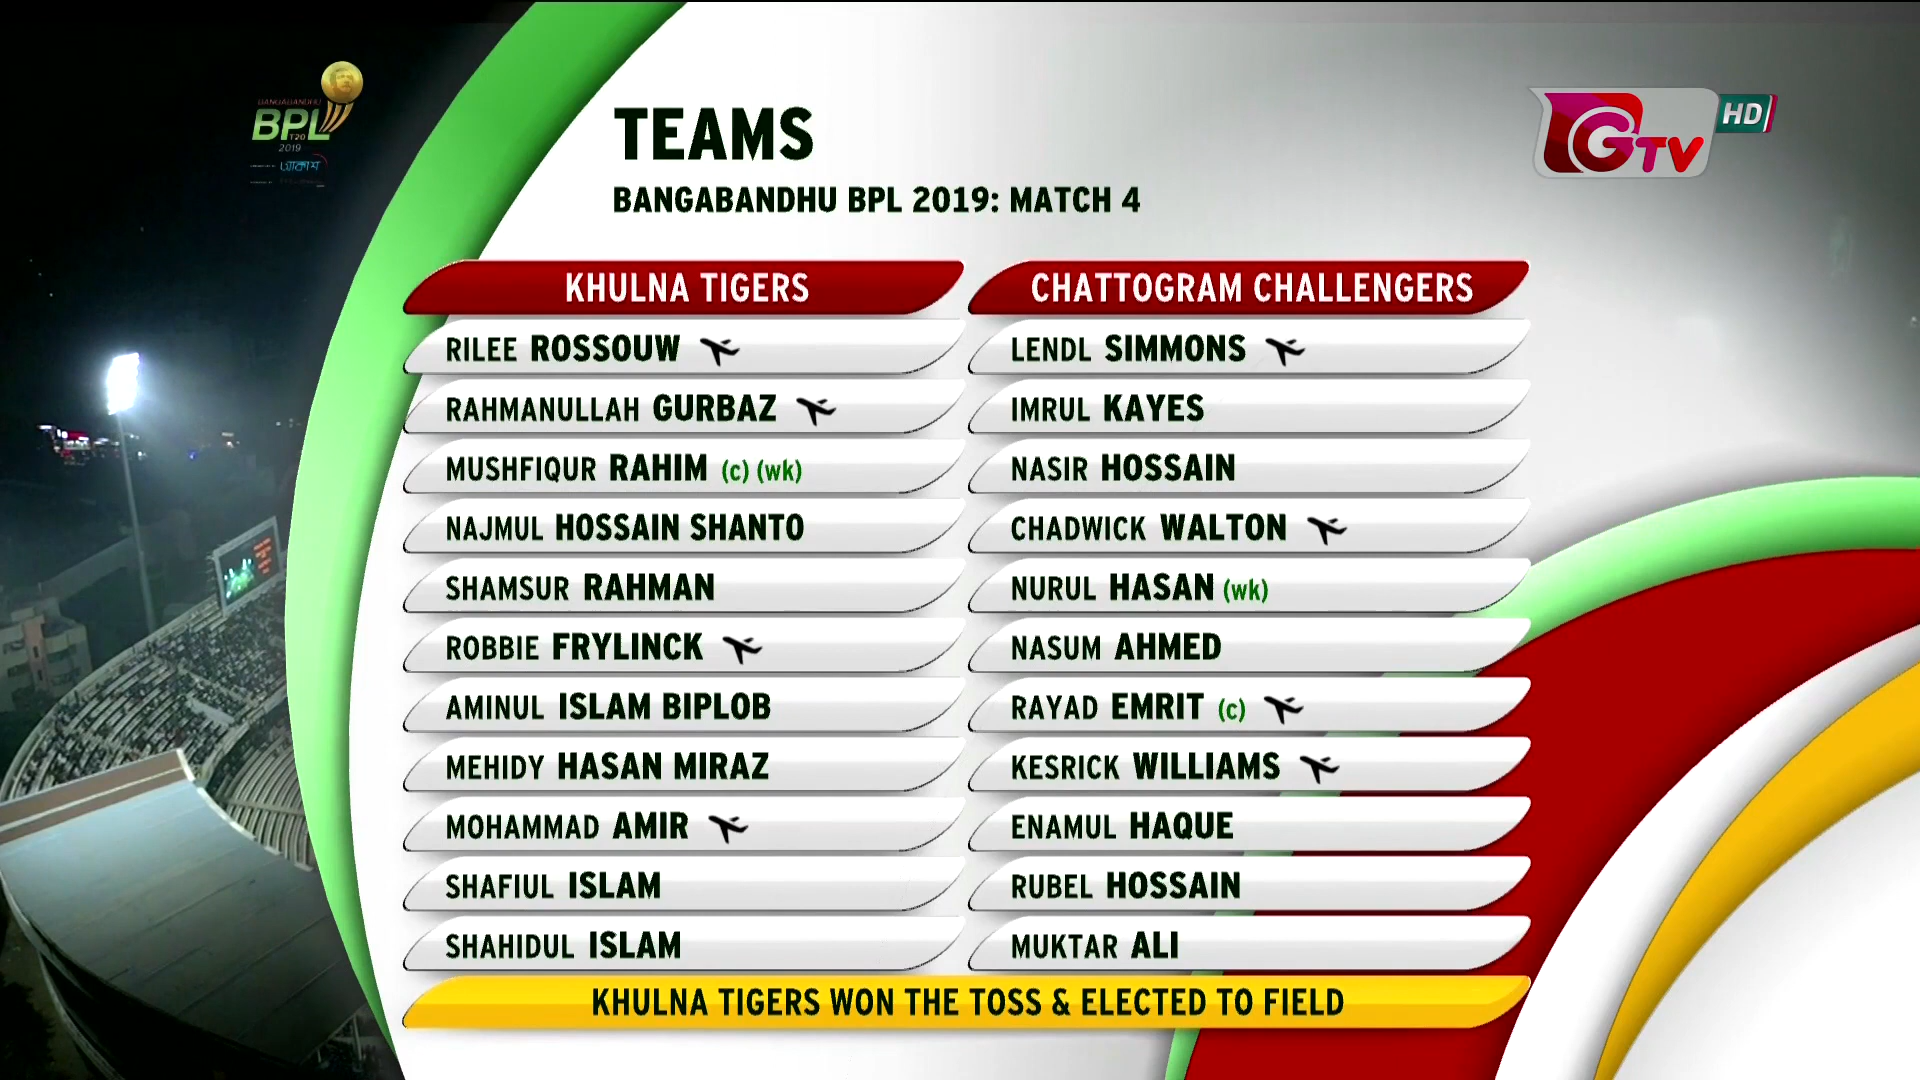 BANGABANDHU
BPL
T20
2019
আকাশ
GTV
HD
TEAMS
BANGABANDHU BPL 2019: MATCH 4
KHULNA TIGERS
RILEE ROSSOUW
RAHMANULLAH GURBAZ
MUSHFIQUR RAHIM (c) (wk)
NAJMUL HOSSAIN SHANTO
SHAMSUR RAHMAN
ROBBIE FRYLINCK
AMINUL ISLAM BIPLOB
MEHIDY HASAN MIRAZ
MOHAMMAD AMIR
SHAFIUL ISLAM
SHAHIDUL ISLAM
CHATTOGRAM CHALLENGERS
LENDL SIMMONS
IMRUL KAYES
NASIR HOSSAIN
CHADWICK WALTON
NURUL HASAN (wk)
NASUM AHMED
RAYAD EMRIT (c)
KESRICK WILLIAMS
ENAMUL HAQUE
RUBEL HOSSAIN
MUKTAR ALI
KHULNA TIGERS WON THE TOSS & ELECTED TO FIELD